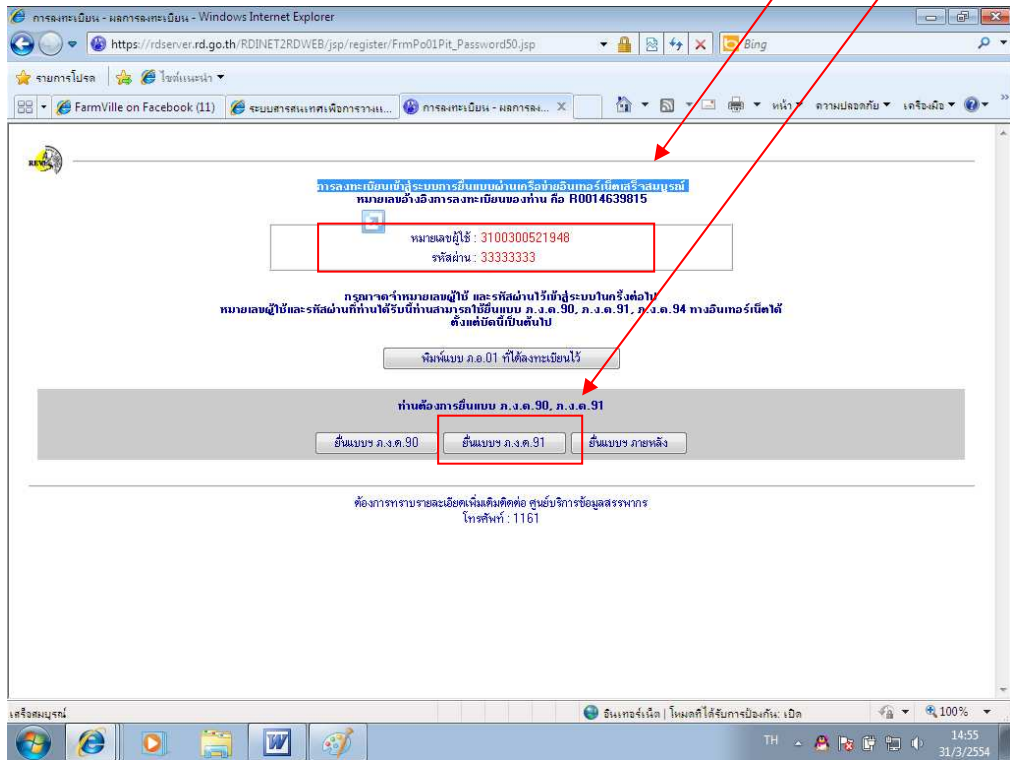 การลงทะเบียน - ผลการลงทะเบียน - Windows Internet Explorer
https://rdserver.rd.go.th/RDINET2RDWEB/jsp/register/FrmPo01Pit_Password50.jsp
Bing
รายการโปรด
ไซต์แนะนำ
FarmVille on Facebook (11)
ระบบสารสนเทศเพื่อการวางแ...
การลงทะเบียน - ผลการลง...
หน้า
ความปลอดภัย
เครื่องมือ
การลงทะเบียนเข้าสู่ระบบการยื่นแบบผ่านเครือข่ายอินเทอร์เน็ตเสร็จสมบูรณ์
หมายเลขอ้างอิงการลงทะเบียนของท่าน คือ R0014639815
หมายเลขผู้ใช้ : 3100300521948
รหัสผ่าน : 33333333
กรุณาจดจำหมายเลขผู้ใช้ และรหัสผ่านไว้เข้าสู่ระบบในครั้งต่อไป
หมายเลขผู้ใช้และรหัสผ่านที่ท่านได้รับนี้ท่านสามารถใช้ยื่นแบบ ภ.ง.ด.90, ภ.ง.ด.91, ภ.ง.ด.94 ทางอินเทอร์เน็ตได้
ตั้งแต่บัดนี้เป็นต้นไป
พิมพ์แบบ ภ.อ.01 ที่ได้ลงทะเบียนไว้
ท่านต้องการยื่นแบบ ภ.ง.ด.90, ภ.ง.ด.91
ยื่นแบบฯ ภ.ง.ด.90
ยื่นแบบฯ ภ.ง.ด.91
ยื่นแบบฯ ภายหลัง
ต้องการทราบรายละเอียดเพิ่มเติมติดต่อ ศูนย์บริการข้อมูลสรรพากร
โทรศัพท์ : 1161
เสร็จสมบูรณ์
อินเทอร์เน็ต | โหมดที่ได้รับการป้องกัน: เปิด
100%
TH
14:55
31/3/2554